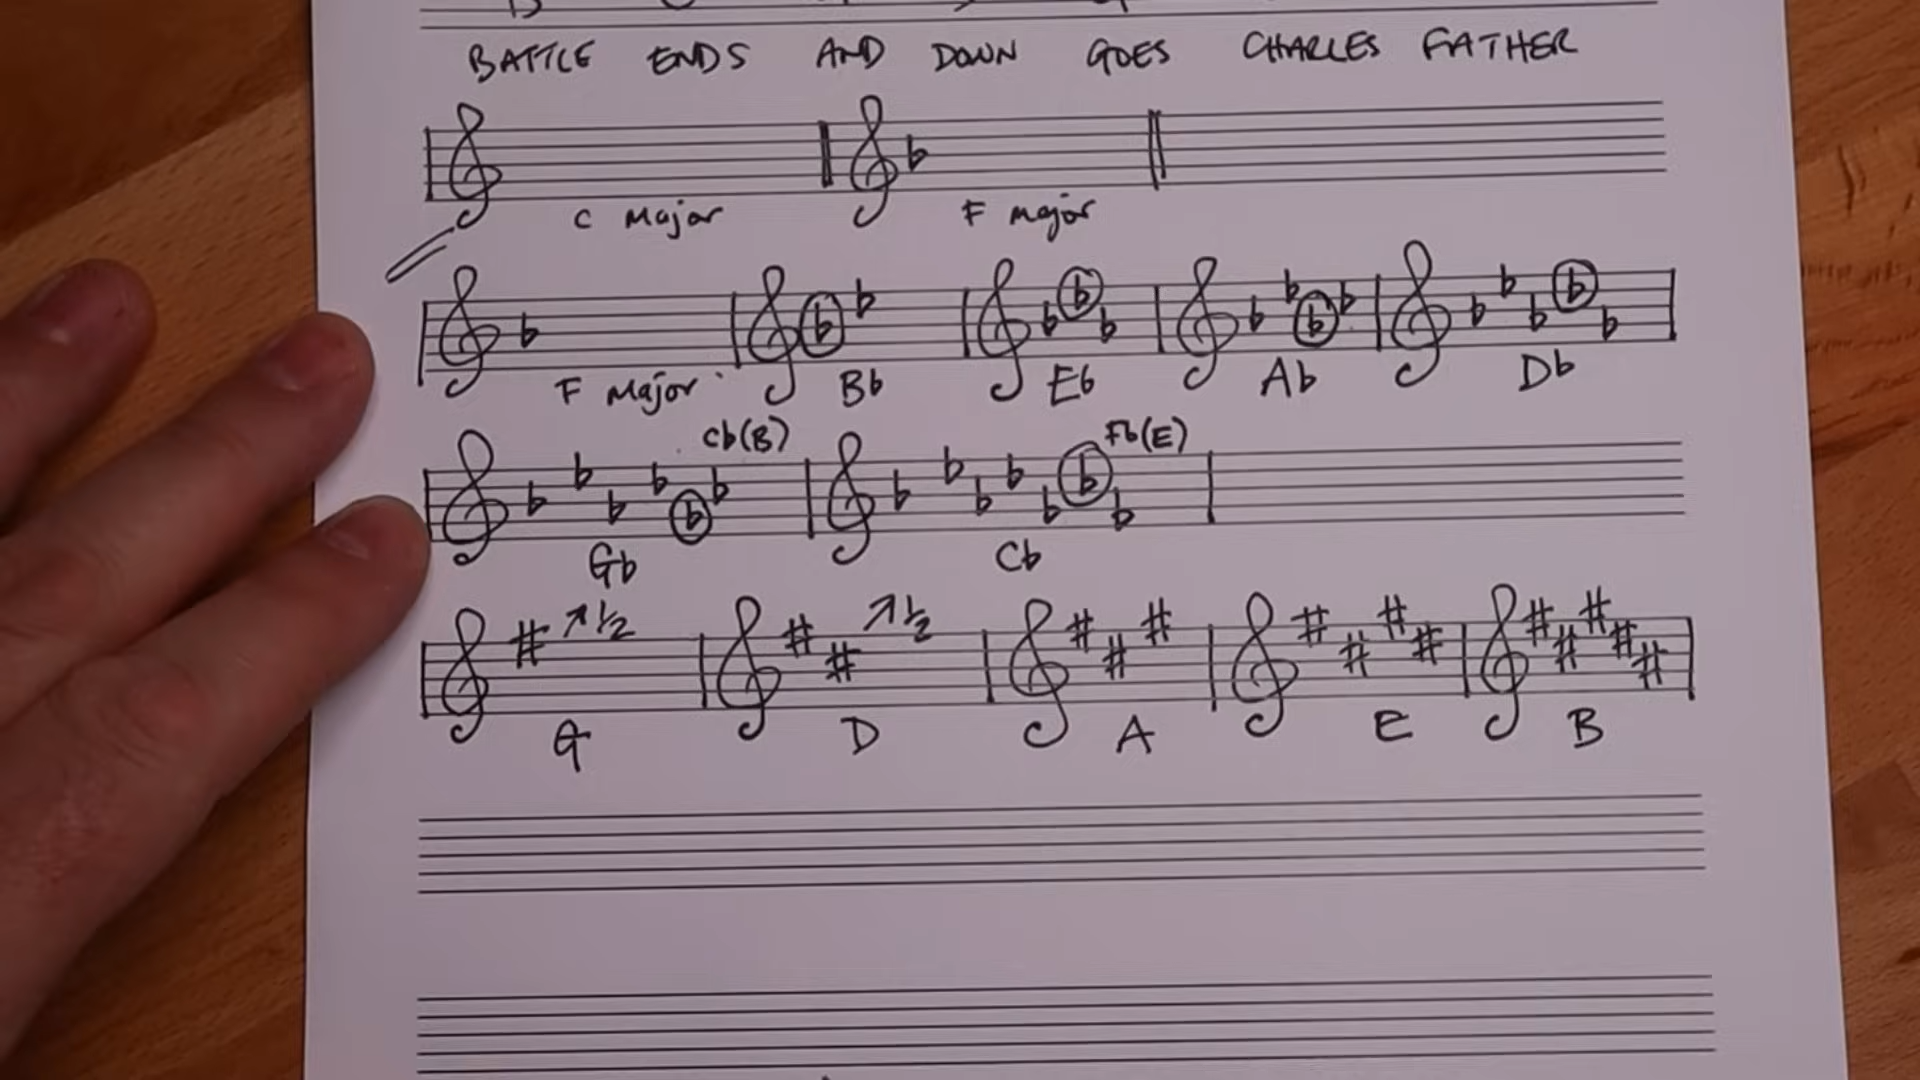 BATTLE ENDS AND DOWN GOES CHARLES FATHER
C Major F Major
F Major Bb Eb Ab Db
Cb(B) Fb(E)
Gb Cb
↗½ ↗½
G D A E B